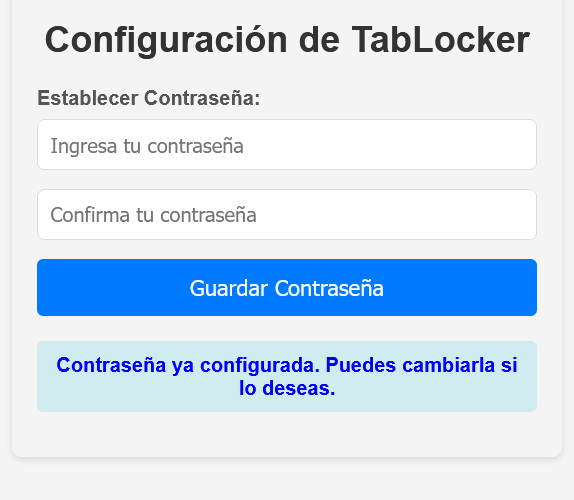 Configuración de TabLocker
Establecer Contraseña:
Ingresa tu contraseña
Confirma tu contraseña
Guardar Contraseña
Contraseña ya configurada. Puedes cambiarla si
lo deseas.